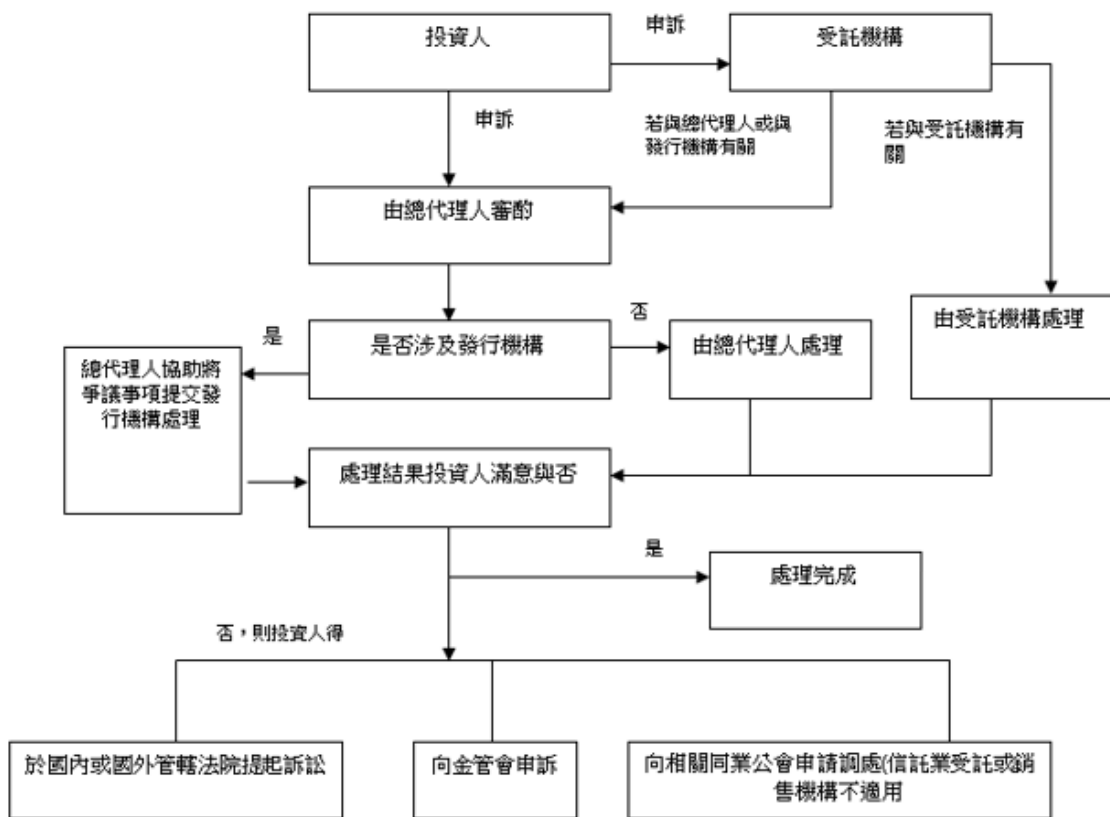 投資人
申訴
受託機構
申訴
若與總代理人或與
發行機構有關
若與受託機構有
關
由總代理人審酌
是
是否涉及發行機構
否
由總代理人處理
由受託機構處理
總代理人協助將
爭議事項提交發
行機構處理
處理結果投資人滿意與否
是
處理完成
否，則投資人得
於國內或國外管轄法院提起訴訟
向金管會申訴
向相關同業公會申請調處(信託業受託或銷
售機構不適用